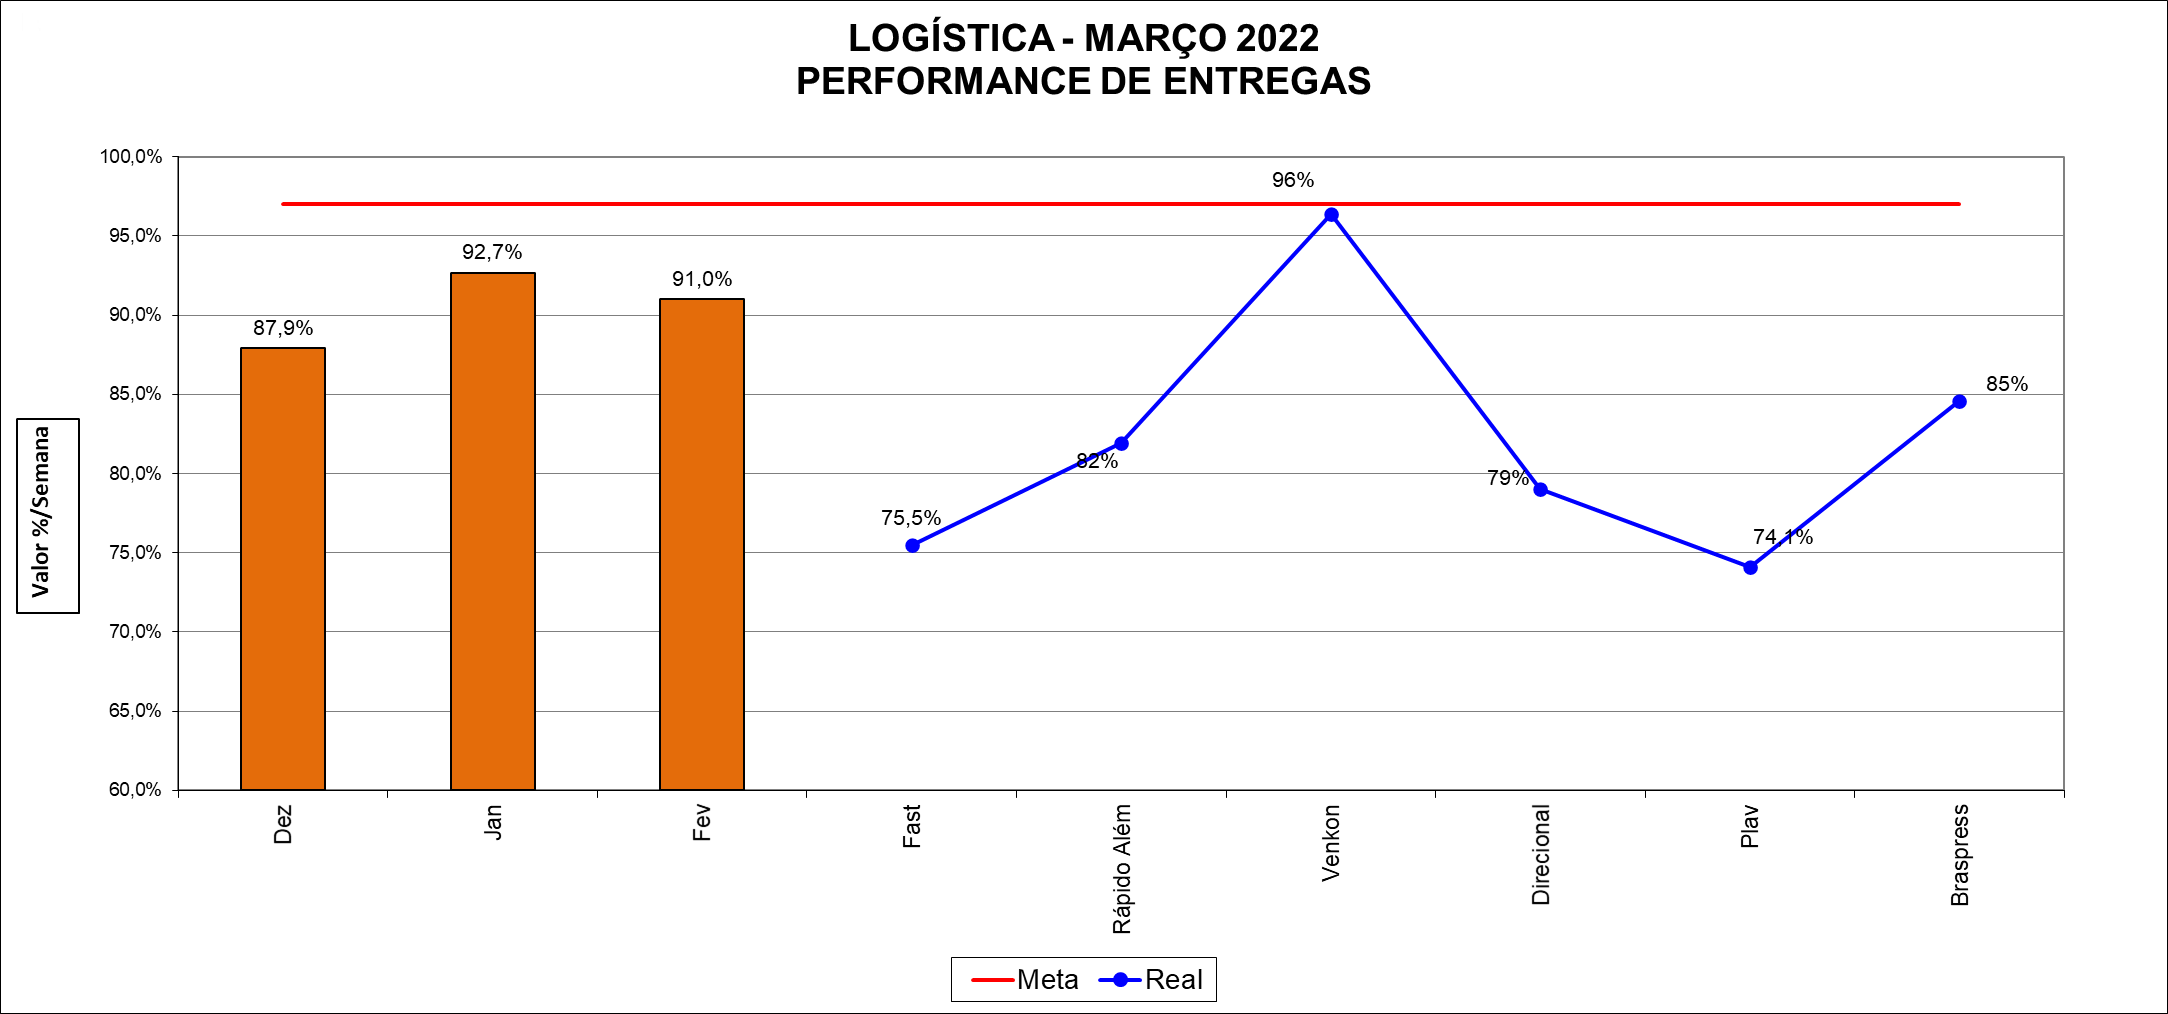 LOGÍSTICA - MARÇO 2022
PERFORMANCE DE ENTREGAS
Valor %/Semana
100,0%
95,0%
90,0%
85,0%
80,0%
75,0%
70,0%
65,0%
60,0%
87,9%
92,7%
91,0%
75,5%
82%
96%
79%
74,1%
85%
Dez
Jan
Fev
Fast
Rápido Além
Venkon
Direcional
Plav
Braspress
Meta
Real